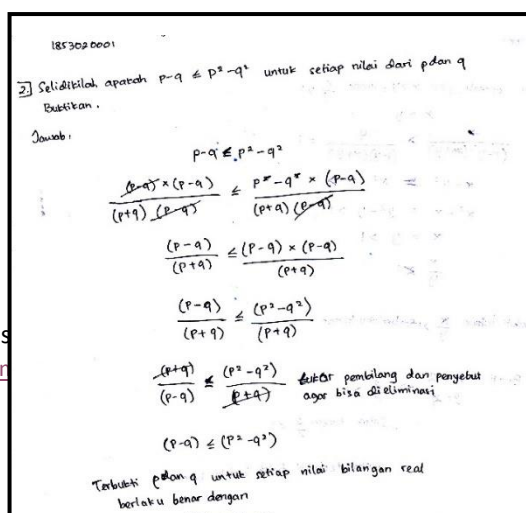 1853020001
2. Selidikilah apakah p-q ≤ p² - q² untuk setiap nilai dari p dan q
Buktikan.
Jawab:
p-q ≤ p² - q²
(p-q) × (p-q) / (p+q) (p-q) ≤ p² - q² × (p-q) / (p+q) (p-q)
(p-q) / (p+q) ≤ (p-q) × (p-q) / (p+q)
(p-q) / (p+q) ≤ (p² - q²) / (p+q)
(p+q) / (p-q) ≤ (p² - q²) / (p+q) tukar pembilang dan penyebut
agar bisa dieliminasi
(p-q) ≤ (p² - q²)
Terbukti p dan q untuk setiap nilai bilangan real
berlaku benar dengan